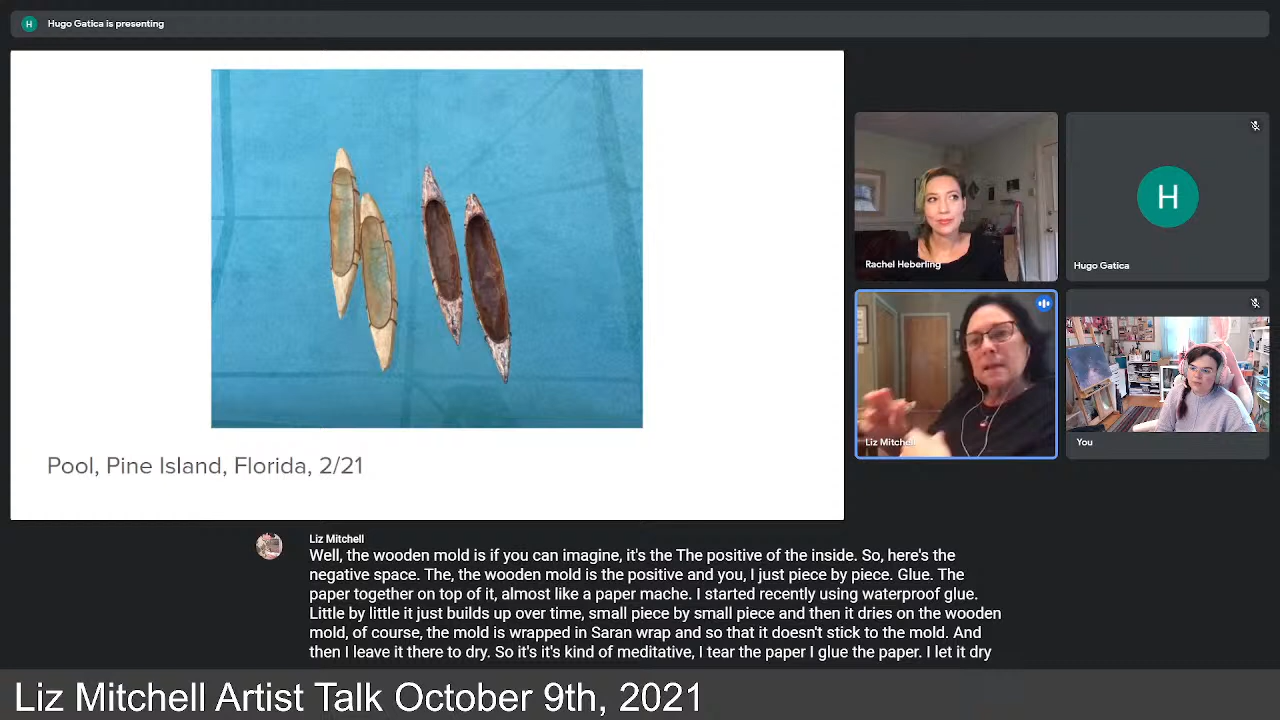 H
Hugo Gatica is presenting
Pool, Pine Island, Florida, 2/21
Rachel Heberling
H
Hugo Gatica
Liz Mitchell
You
Liz Mitchell
Well, the wooden mold is if you can imagine, it's the The positive of the inside. So, here's the
negative space. The, the wooden mold is the positive and you, I just piece by piece. Glue. The
paper together on top of it, almost like a paper mache. I started recently using waterproof glue.
Little by little it just builds up over time, small piece by small piece and then it dries on the wooden
mold, of course, the mold is wrapped in Saran wrap and so that it doesn't stick to the mold. And
then I leave it there to dry. So it's it's kind of meditative, I tear the paper I glue the paper. I let it dry
Liz Mitchell Artist Talk October 9th, 2021